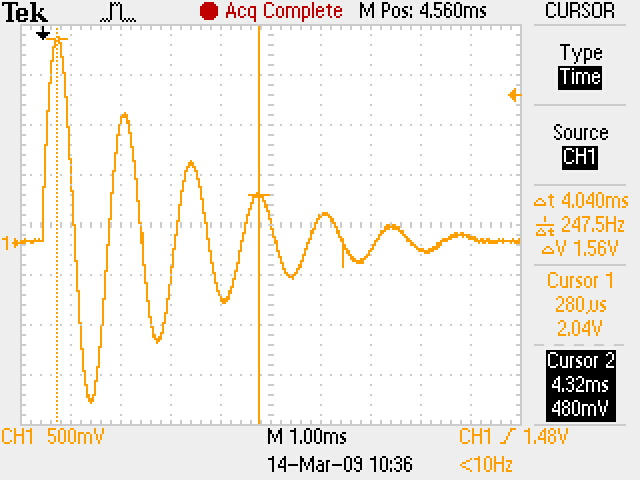 Tek Acq Complete M Pos: 4.560ms CURSOR
Type
Time
Source
CH1
Δt 4.040ms
1/Δt 247.5Hz
ΔV 1.56V
Cursor 1
280µs
2.04V
Cursor 2
4.32ms
480mV
1
CH1 500mV M 1.00ms CH1 1.48V
14-Mar-09 10:36 <10Hz